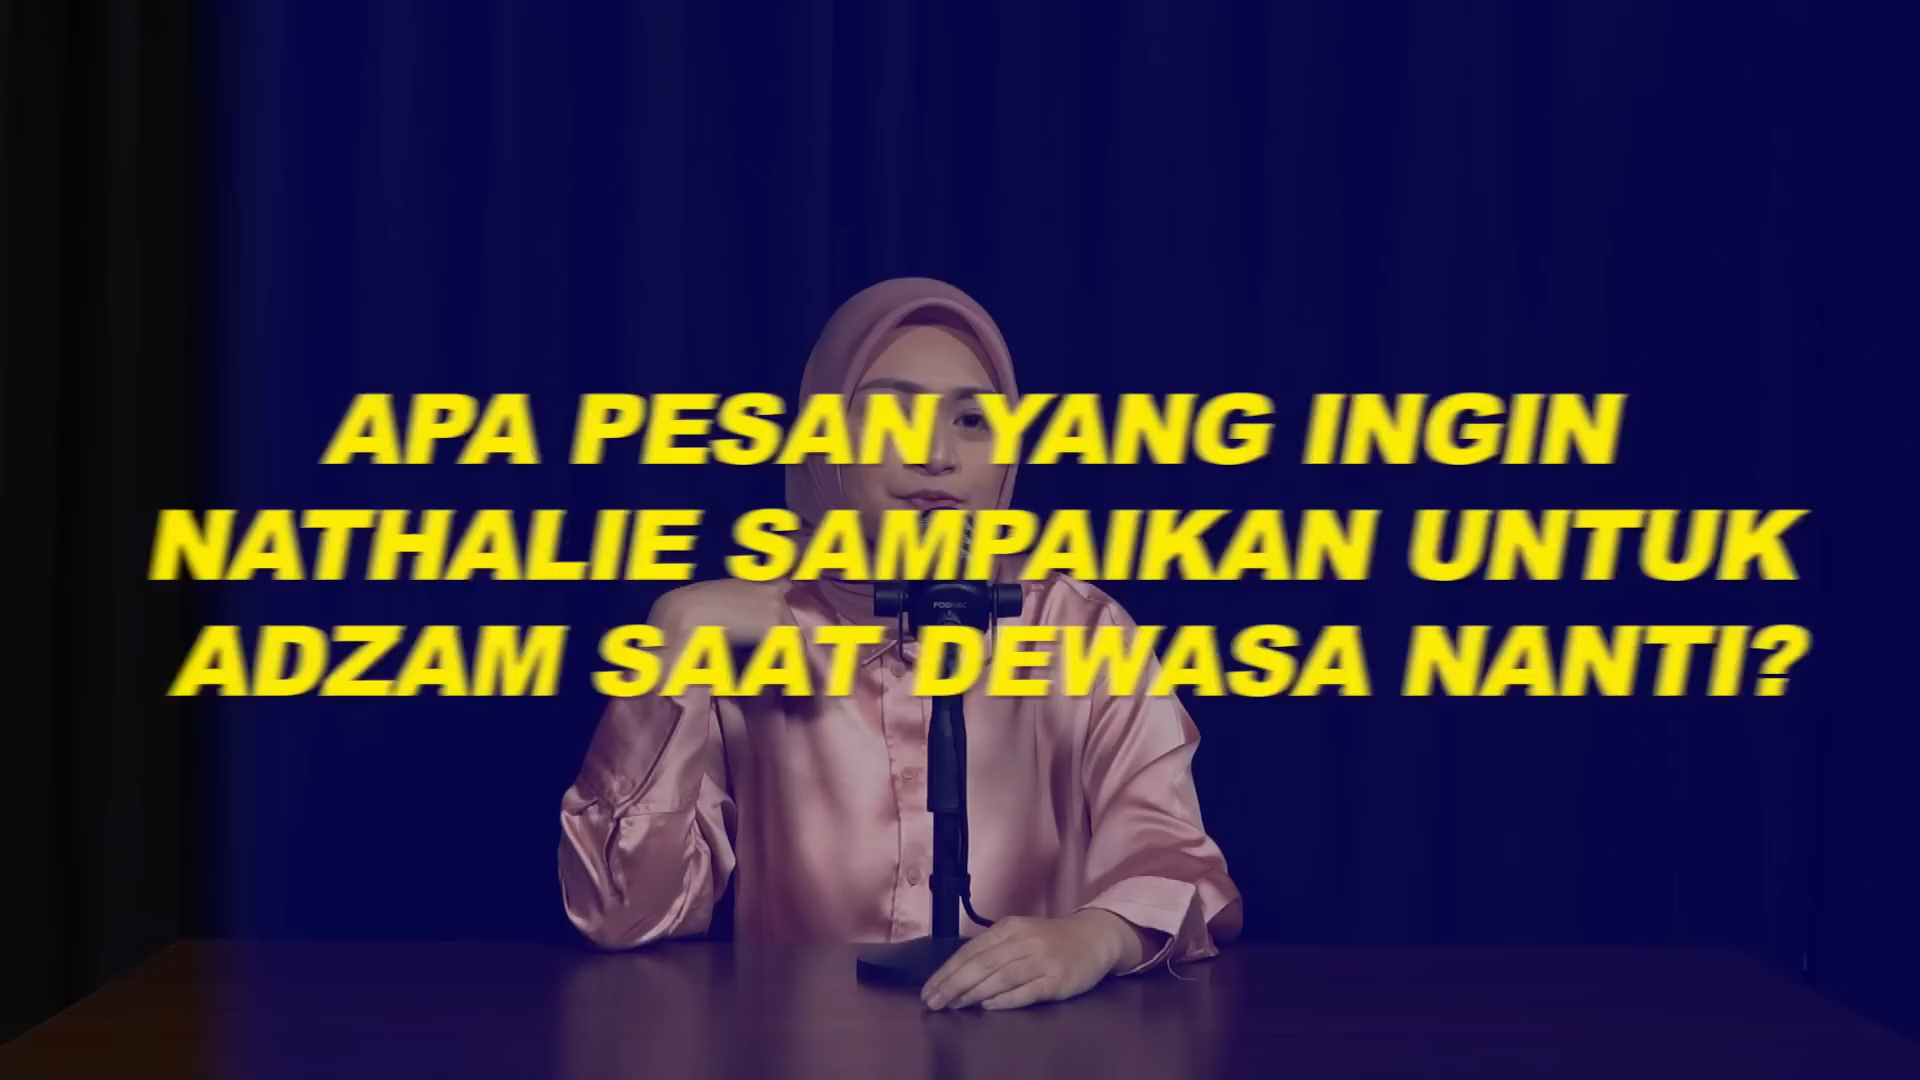 APA PESAN YANG INGIN
NATHALIE SAMPAIKAN UNTUK
ADZAM SAAT DEWASA NANTI?